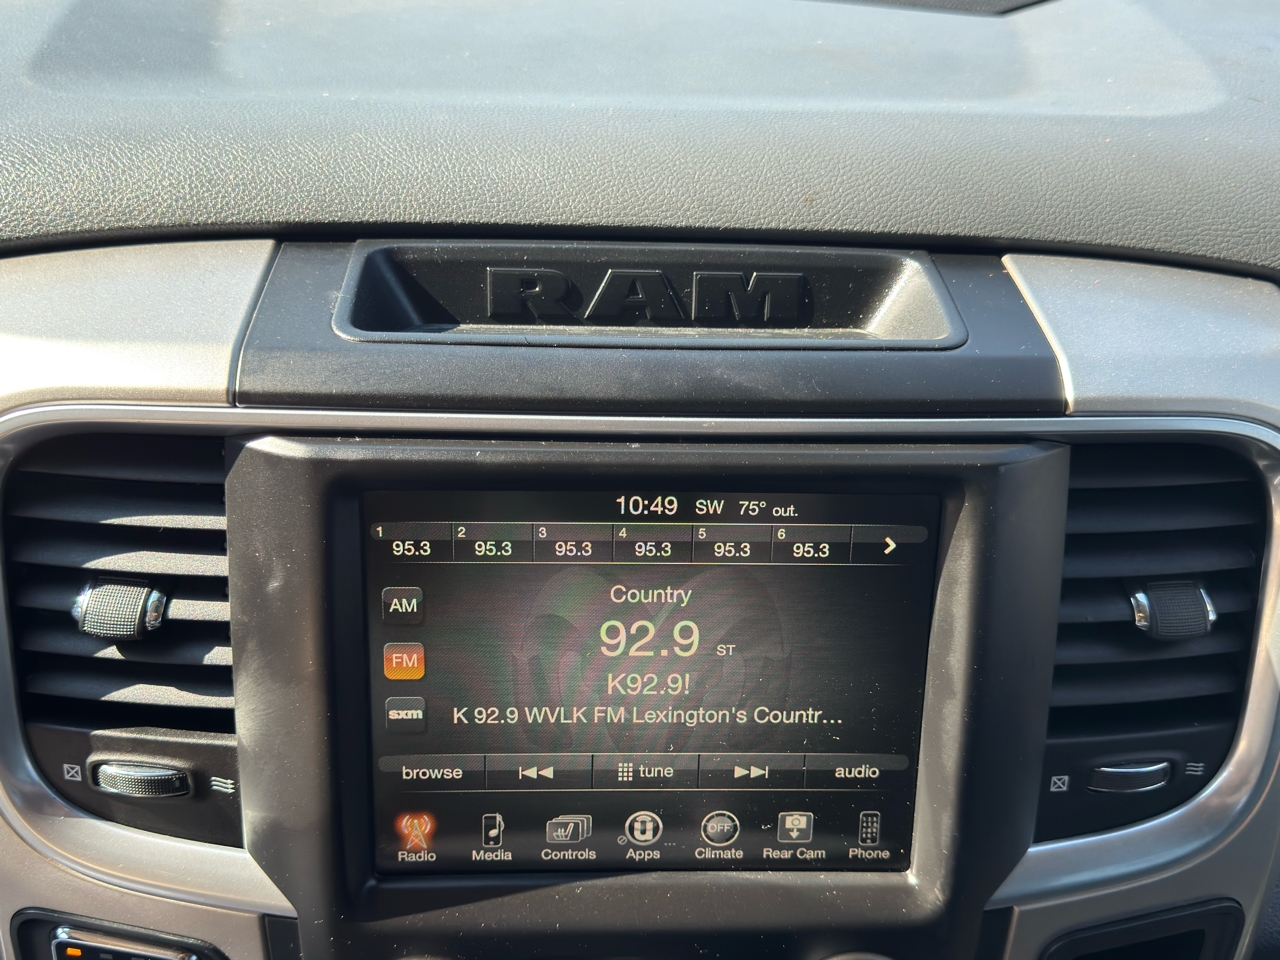 RAM
10:49 SW 75° out.
1 2 3 4 5 6
95.3 95.3 95.3 95.3 95.3 95.3
Country
AM
92.9 ST
FM
K92.9!
sxm
K 92.9 WVLK FM Lexington's Countr...
browse tune audio
OFF
Radio Media Controls Apps Climate Rear Cam Phone